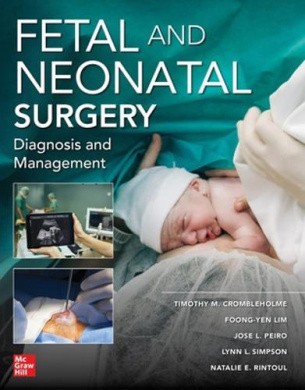 FETAL AND
NEONATAL
SURGERY
Diagnosis and
Management
TIMOTHY M. CROMBLEHOLME
FOONG-YEN LIM
JOSE L. PEIRO
LYNN L. SIMPSON
NATALIE E. RINTOUL
Mc
Graw
Hill